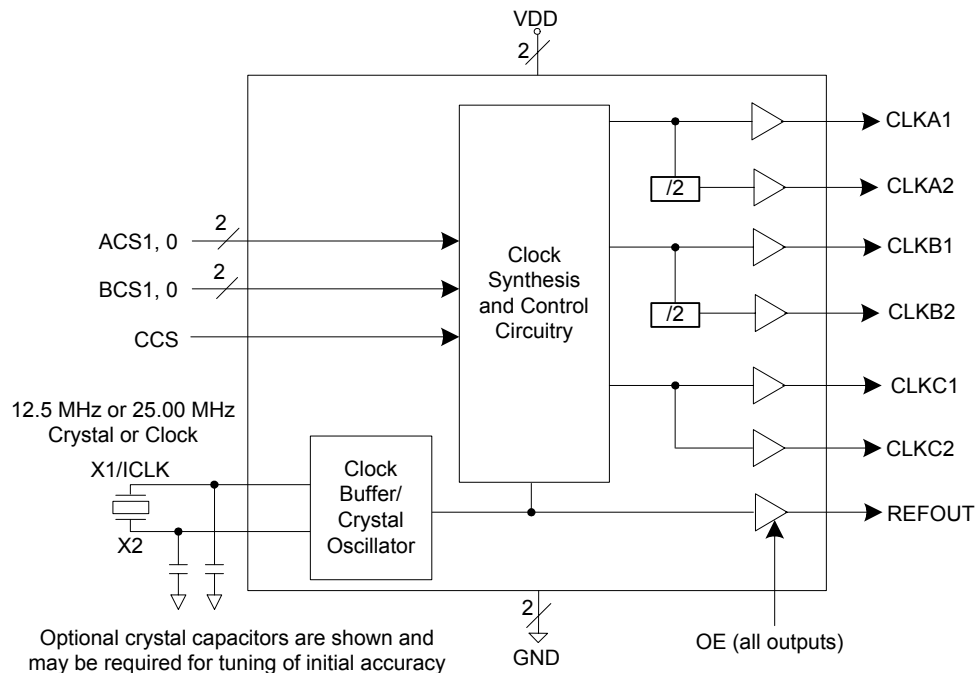 VDD
2
CLKA1
/2
CLKA2
ACS1, 0
2
CLKB1
BCS1, 0
2
Clock
Synthesis
and Control
Circuitry
/2
CLKB2
CCS
CLKC1
12.5 MHz or 25.00 MHz
Crystal or Clock
CLKC2
X1/ICLK
Clock
Buffer/
Crystal
Oscillator
REFOUT
X2
2
GND
OE (all outputs)
Optional crystal capacitors are shown and
may be required for tuning of initial accuracy